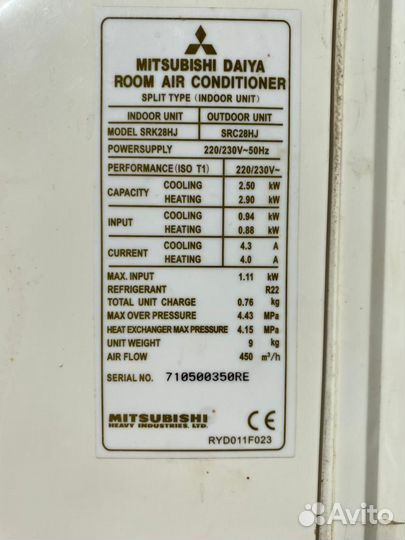 MITSUBISHI DAIYA
ROOM AIR CONDITIONER
SPLIT TYPE (INDOOR UNIT)
INDOOR UNIT OUTDOOR UNIT
MODEL SRK28HJ SRC28HJ
POWERSUPPLY 220/230V~50Hz
PERFORMANCE (ISO T1) 220/230V~
CAPACITY COOLING 2.50 kW
HEATING 2.90 kW
INPUT COOLING 0.94 kW
HEATING 0.88 kW
CURRENT COOLING 4.3 A
HEATING 4.0 A
MAX. INPUT 1.11 kW
REFRIGERANT R22
TOTAL UNIT CHARGE 0.76 kg
MAX OVER PRESSURE 4.43 MPa
HEAT EXCHANGER MAX PRESSURE 4.15 MPa
UNIT WEIGHT 9 kg
AIR FLOW 450 m³/h
SERIAL NO. 710500350RE
MITSUBISHI
HEAVY INDUSTRIES, LTD.
CE
RYD011F023
Avito